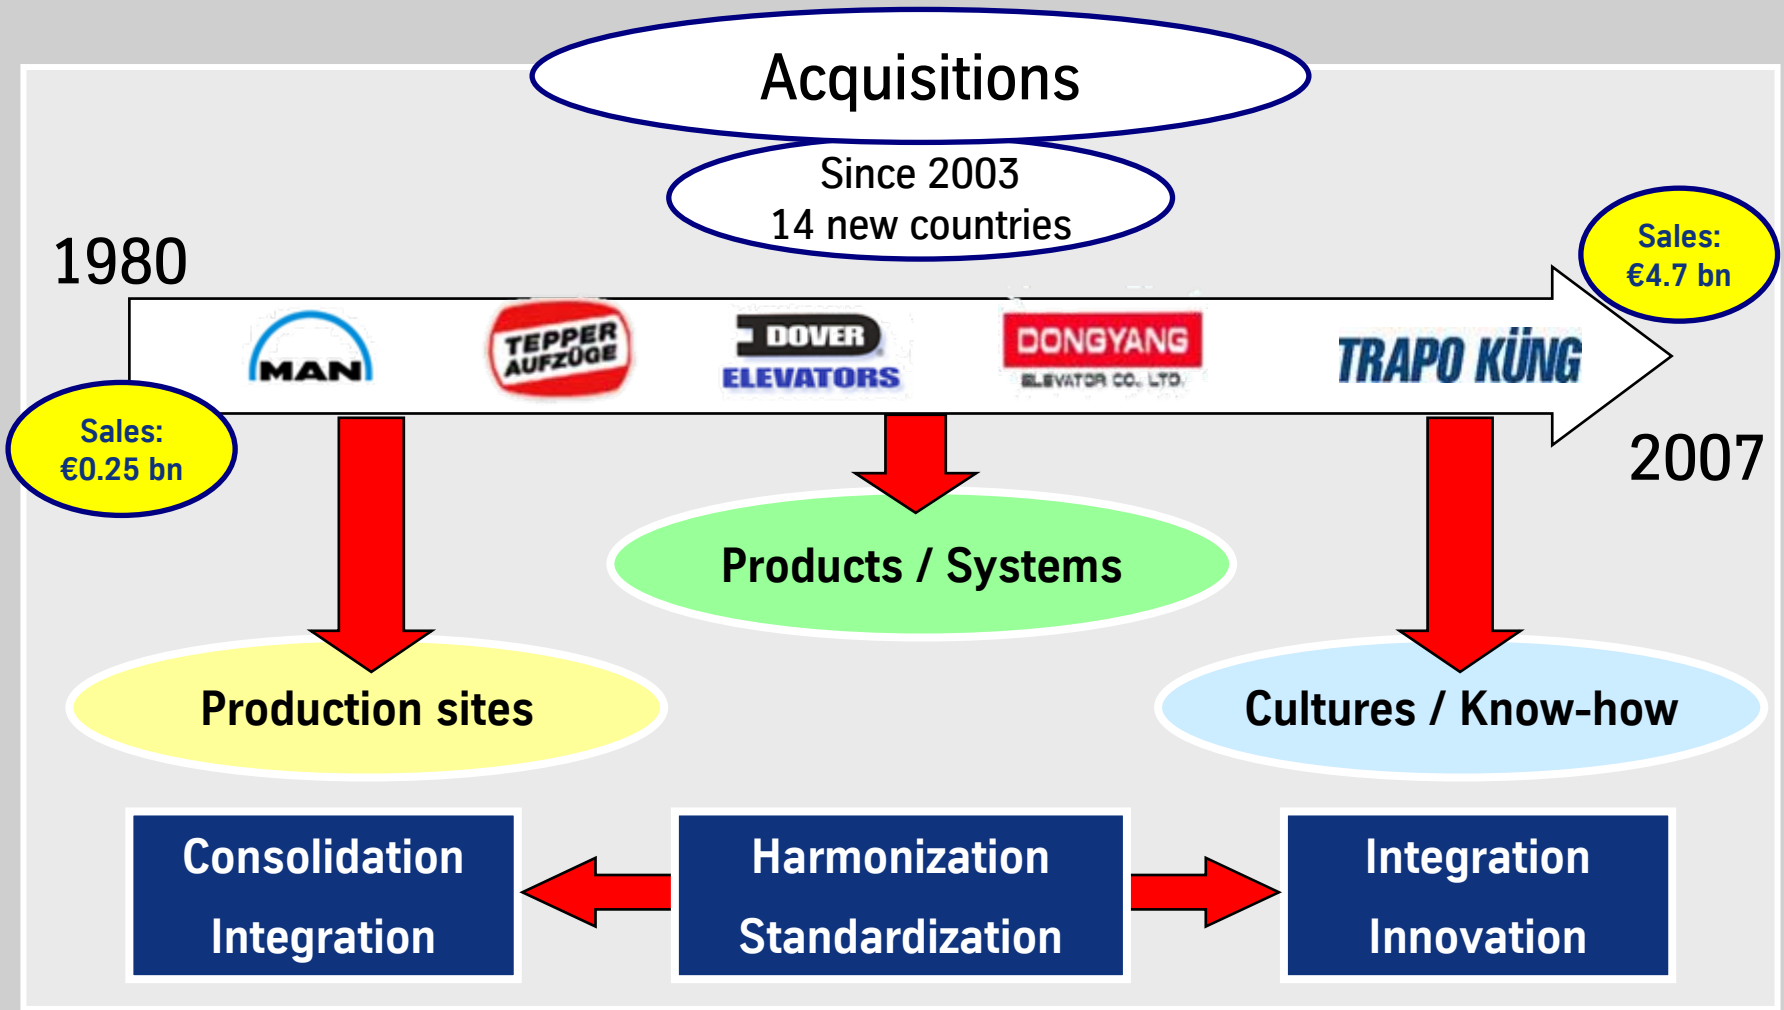 Acquisitions
Since 2003
14 new countries
1980
Sales:
€4.7 bn
MAN
TEPPER
AUFZÜGE
DOVER
ELEVATORS
DONGYANG
ELEVATOR CO., LTD.
TRAPO KÜNG
Sales:
€0.25 bn
2007
Products / Systems
Production sites
Cultures / Know-how
Consolidation
Integration
Harmonization
Standardization
Integration
Innovation